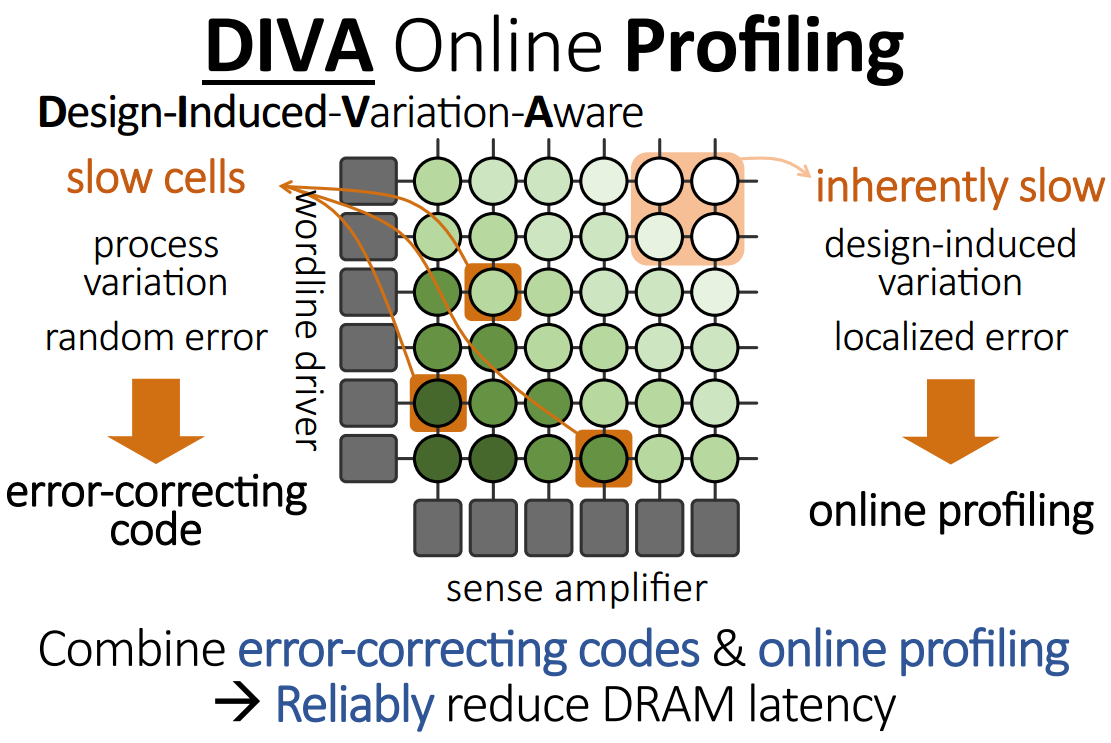 DIVA Online Profiling
Design-Induced-Variation-Aware
slow cells
process
variation
random error
error-correcting
code
wordline driver
sense amplifier
inherently slow
design-induced
variation
localized error
online profiling
Combine error-correcting codes & online profiling
→ Reliably reduce DRAM latency